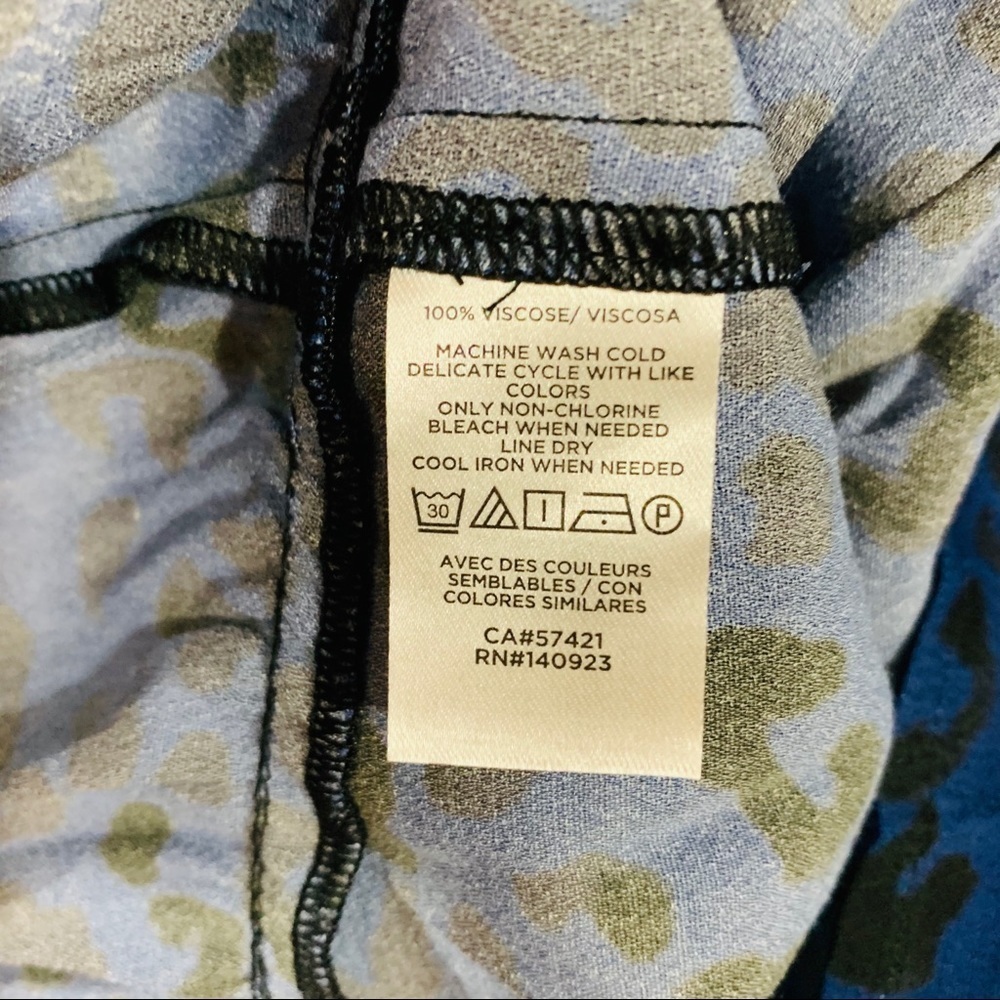 100% VISCOSE/ VISCOSA
MACHINE WASH COLD
DELICATE CYCLE WITH LIKE
COLORS
ONLY NON-CHLORINE
BLEACH WHEN NEEDED
LINE DRY
COOL IRON WHEN NEEDED
30 P
AVEC DES COULEURS
SEMBLABLES / CON
COLORES SIMILARES
CA#57421
RN#140923